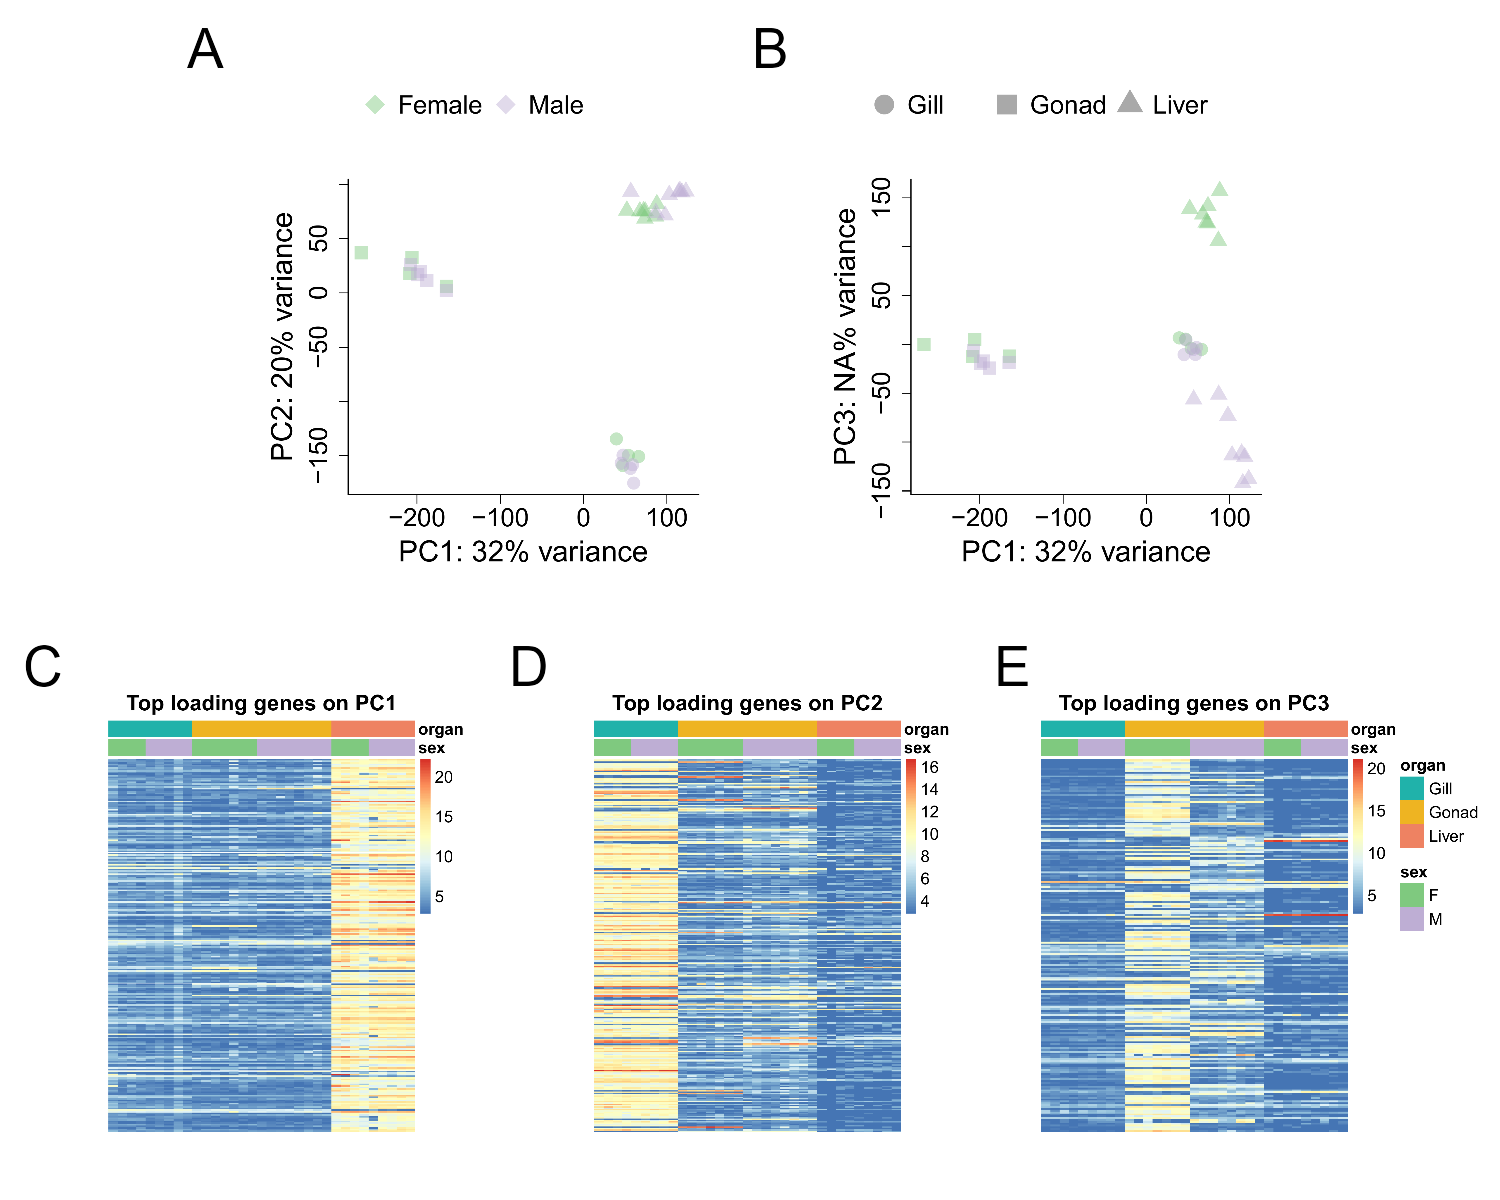 A
B
Female Male
Gill Gonad Liver
PC2: 20% variance
50
0
−50
−150
−200 −100 0 100
PC1: 32% variance
PC3: NA% variance
150
50
−50
−150
−200 −100 0 100
PC1: 32% variance
C
Top loading genes on PC1
organ
sex
20
15
10
5
D
Top loading genes on PC2
organ
sex
16
14
12
10
8
6
4
E
Top loading genes on PC3
organ
sex
20
15
10
5
organ
Gill
Gonad
Liver
sex
F
M